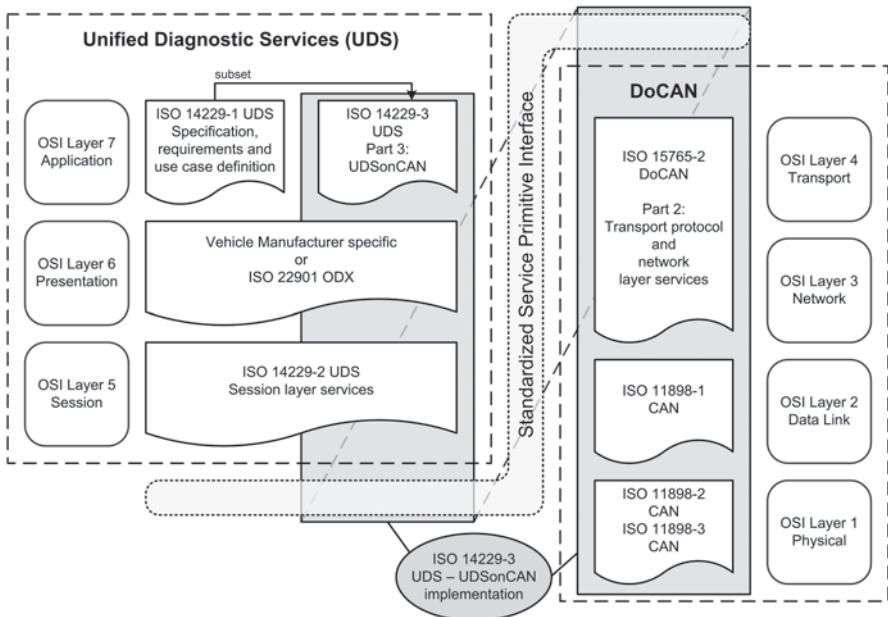 Unified Diagnostic Services (UDS)
subset
OSI Layer 7
Application
ISO 14229-1 UDS
Specification,
requirements and
use case definition
ISO 14229-3
UDS
Part 3:
UDSonCAN
OSI Layer 6
Presentation
Vehicle Manufacturer specific
or
ISO 22901 ODX
OSI Layer 5
Session
ISO 14229-2 UDS
Session layer services
Standardized Service Primitive Interface
DoCAN
ISO 15765-2
DoCAN
Part 2:
Transport protocol
and
network
layer services
OSI Layer 4
Transport
OSI Layer 3
Network
ISO 11898-1
CAN
OSI Layer 2
Data Link
ISO 11898-2
CAN
ISO 11898-3
CAN
OSI Layer 1
Physical
ISO 14229-3
UDS – UDSonCAN
implementation